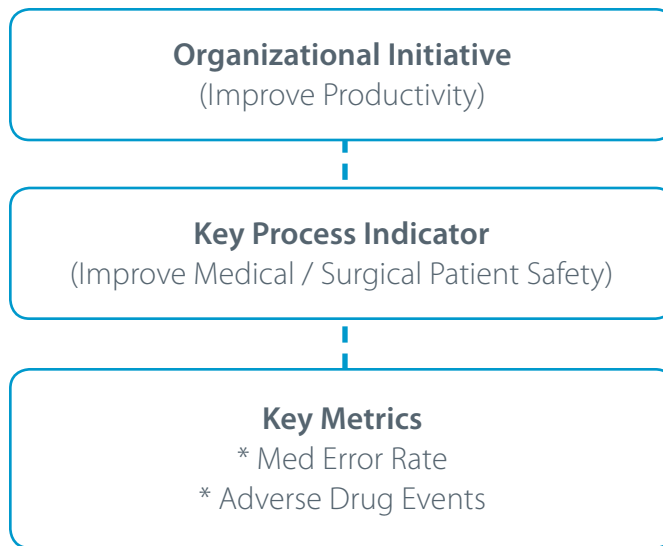 Organizational Initiative
(Improve Productivity)
Key Process Indicator
(Improve Medical / Surgical Patient Safety)
Key Metrics
* Med Error Rate
* Adverse Drug Events